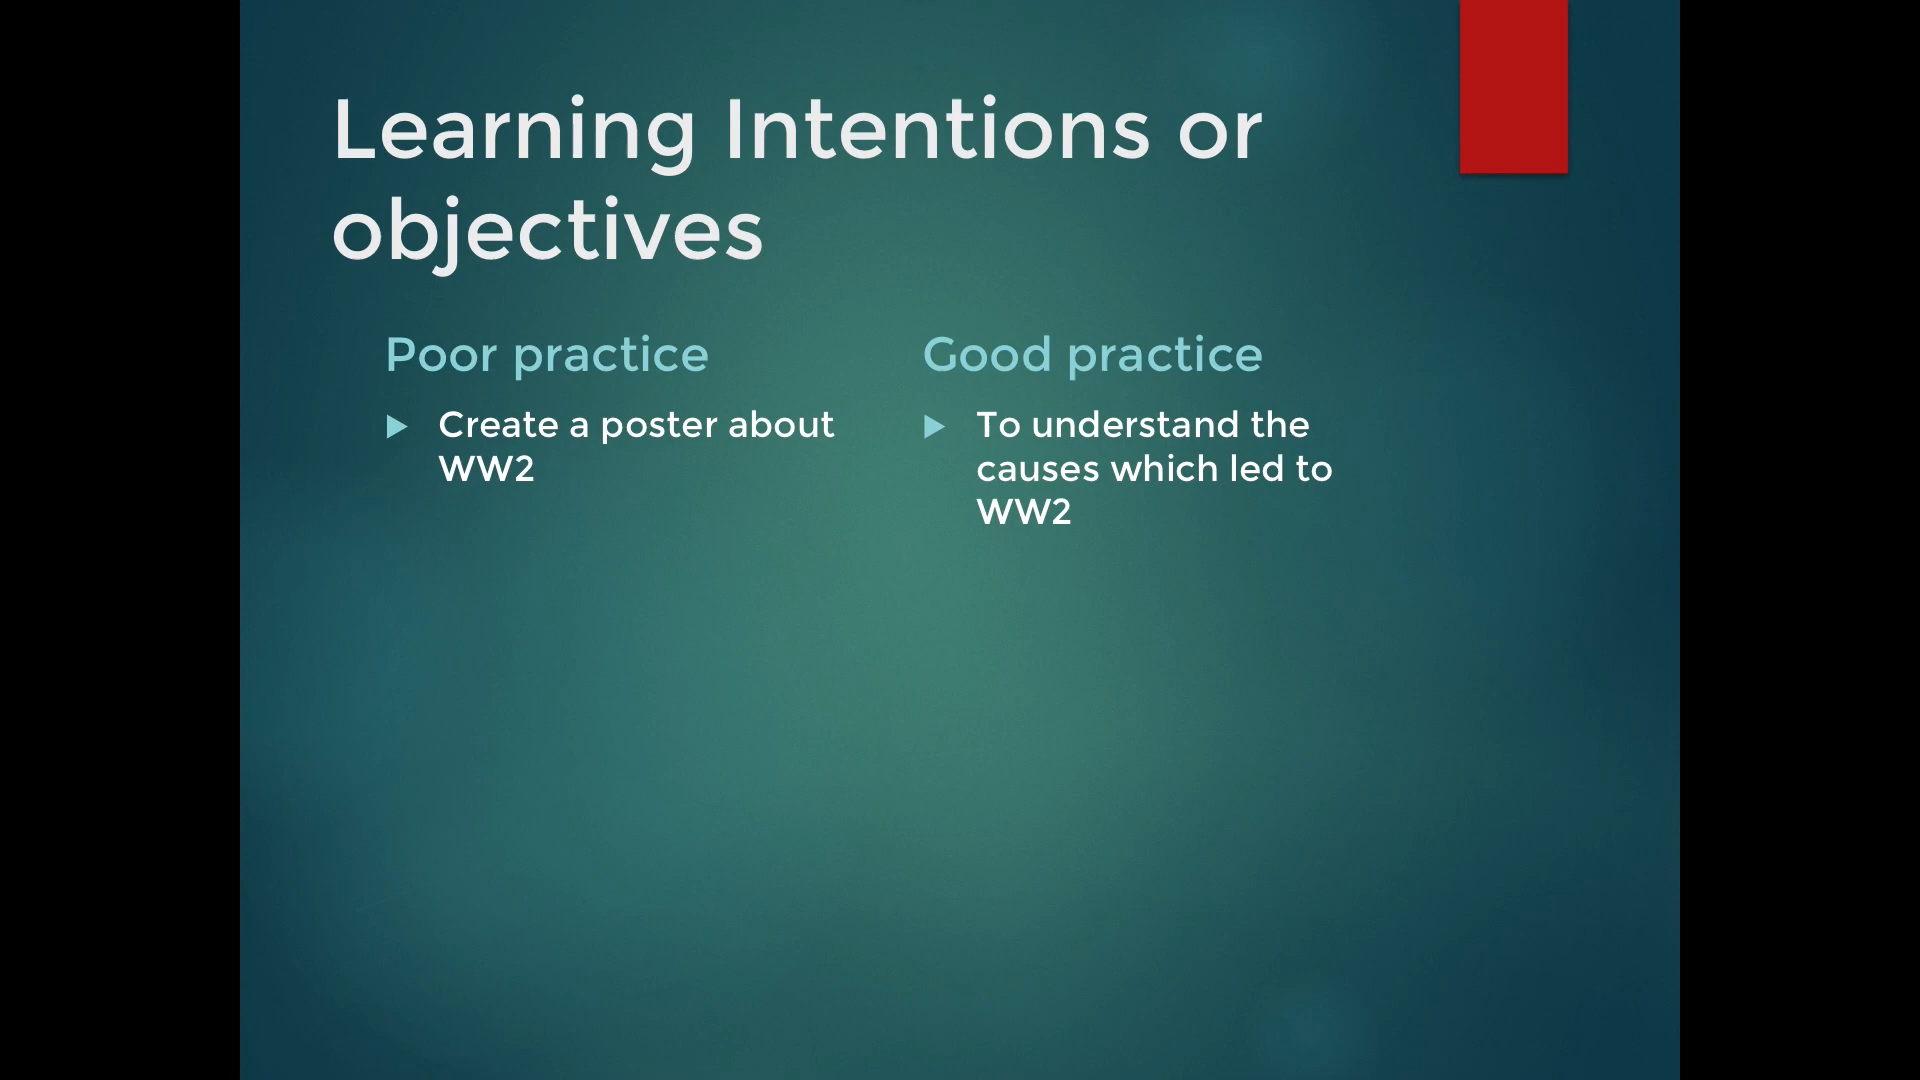 Learning Intentions or
objectives
Poor practice
Create a poster about
WW2
Good practice
To understand the
causes which led to
WW2